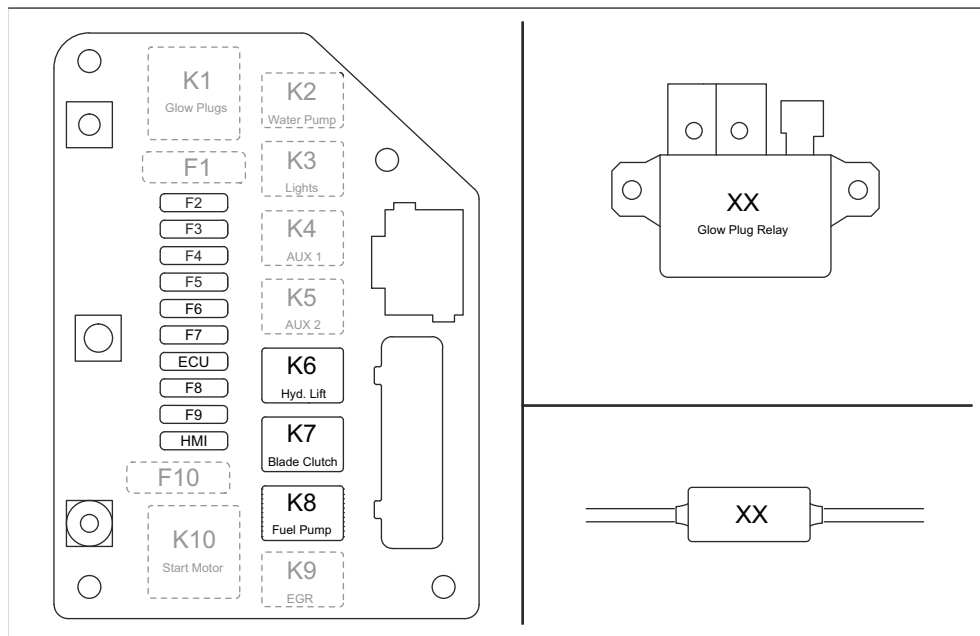 K1
Glow Plugs
F1
F2
F3
F4
F5
F6
F7
ECU
F8
F9
HMI
F10
K10
Start Motor
K2
Water Pump
K3
Lights
K4
AUX 1
K5
AUX 2
K6
Hyd. Lift
K7
Blade Clutch
K8
Fuel Pump
K9
EGR
XX
Glow Plug Relay
XX